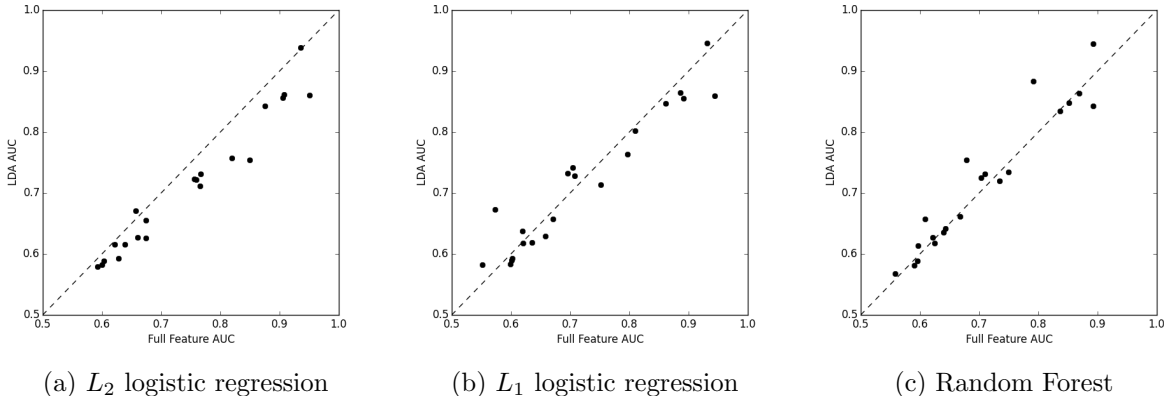 1.0
0.9
0.8
0.7
0.6
0.5
LDA AUC
0.5 0.6 0.7 0.8 0.9 1.0
Full Feature AUC
(a) L₂ logistic regression
1.0
0.9
0.8
0.7
0.6
0.5
LDA AUC
0.5 0.6 0.7 0.8 0.9 1.0
Full Feature AUC
(b) L₁ logistic regression
1.0
0.9
0.8
0.7
0.6
0.5
LDA AUC
0.5 0.6 0.7 0.8 0.9 1.0
Full Feature AUC
(c) Random Forest